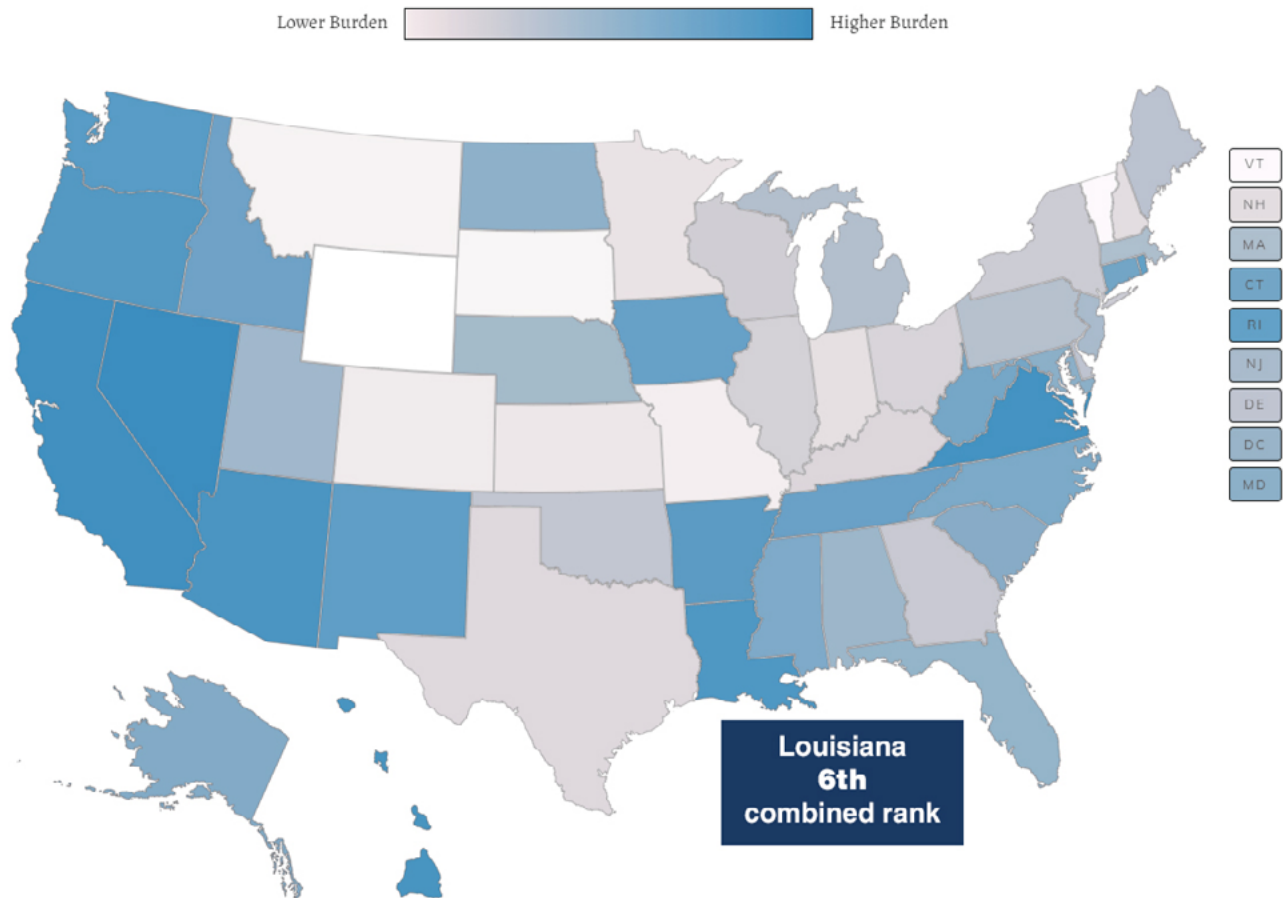 Lower Burden
Higher Burden
VT
NH
MA
CT
RI
NJ
DE
DC
MD
Louisiana
6th
combined rank